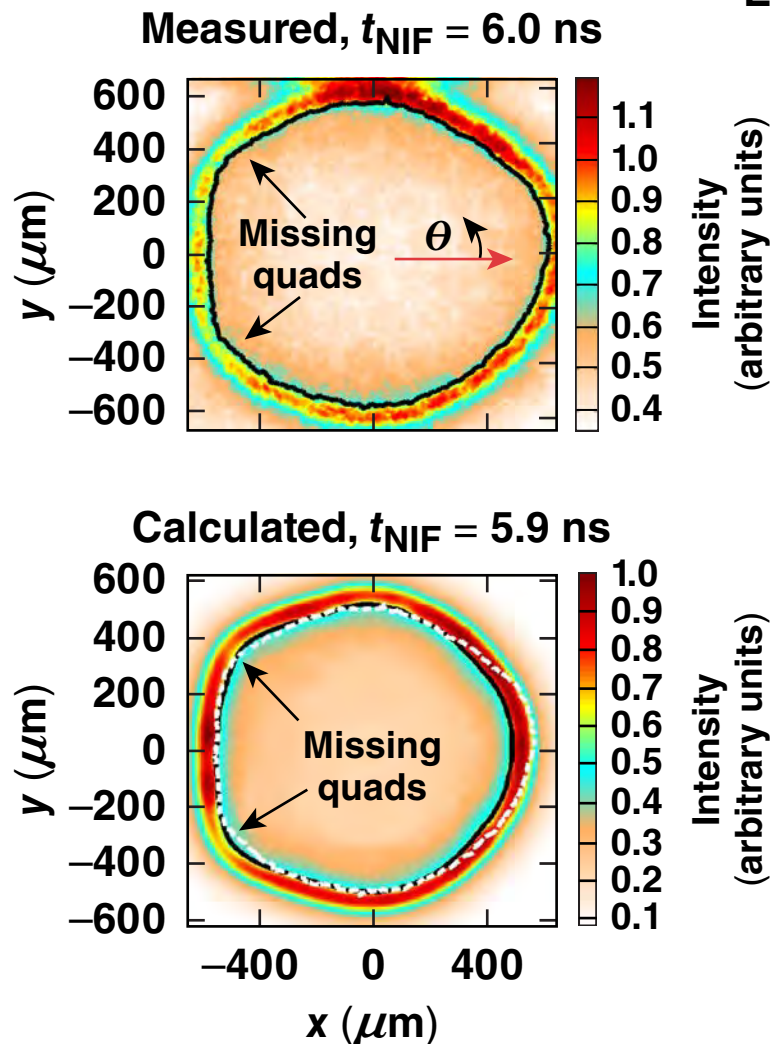 Measured, tNIF = 6.0 ns
600
400
200
0
–200
–400
–600
y (μm)
Missing
quads
θ
1.1
1.0
0.9
0.8
0.7
0.6
0.5
0.4
Intensity
(arbitrary units)
Calculated, tNIF = 5.9 ns
600
400
200
0
–200
–400
–600
y (μm)
Missing
quads
1.0
0.9
0.8
0.7
0.6
0.5
0.4
0.3
0.2
0.1
Intensity
(arbitrary units)
–400 0 400
x (μm)